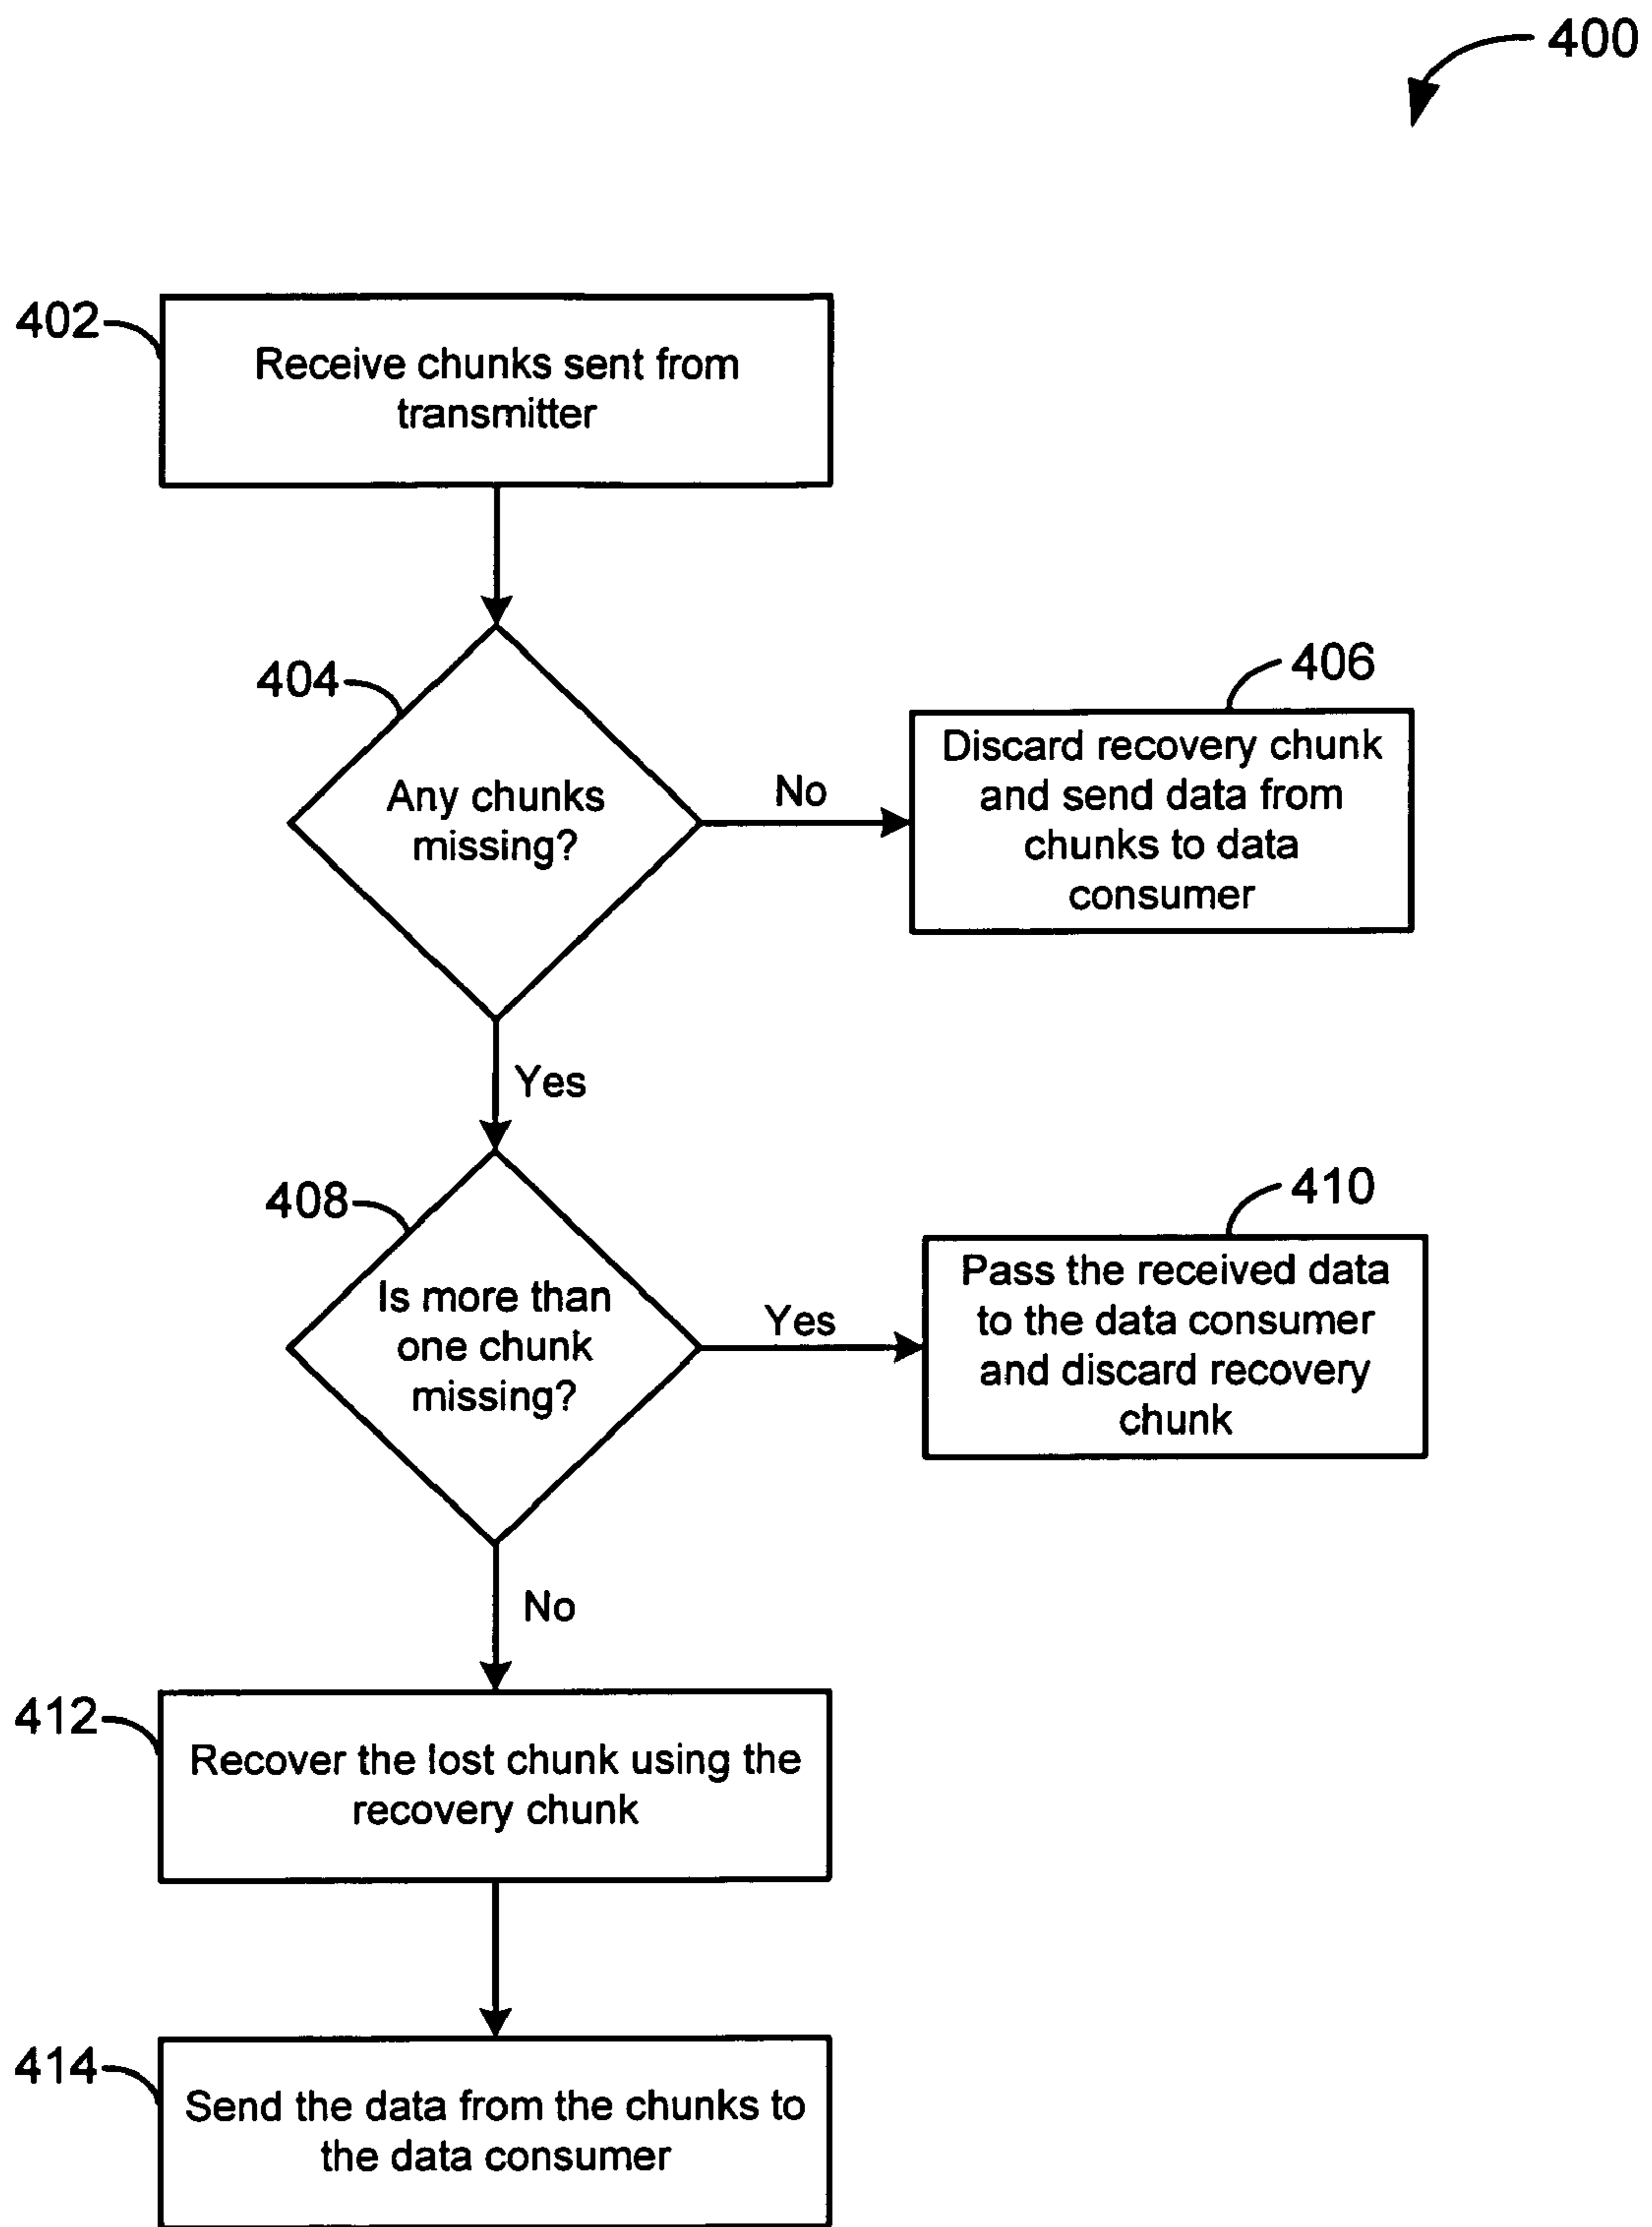 400
402
Receive chunks sent from
transmitter
404
Any chunks
missing?
No
406
Discard recovery chunk
and send data from
chunks to data
consumer
Yes
408
Is more than
one chunk
missing?
Yes
410
Pass the received data
to the data consumer
and discard recovery
chunk
No
412
Recover the lost chunk using the
recovery chunk
414
Send the data from the chunks to
the data consumer